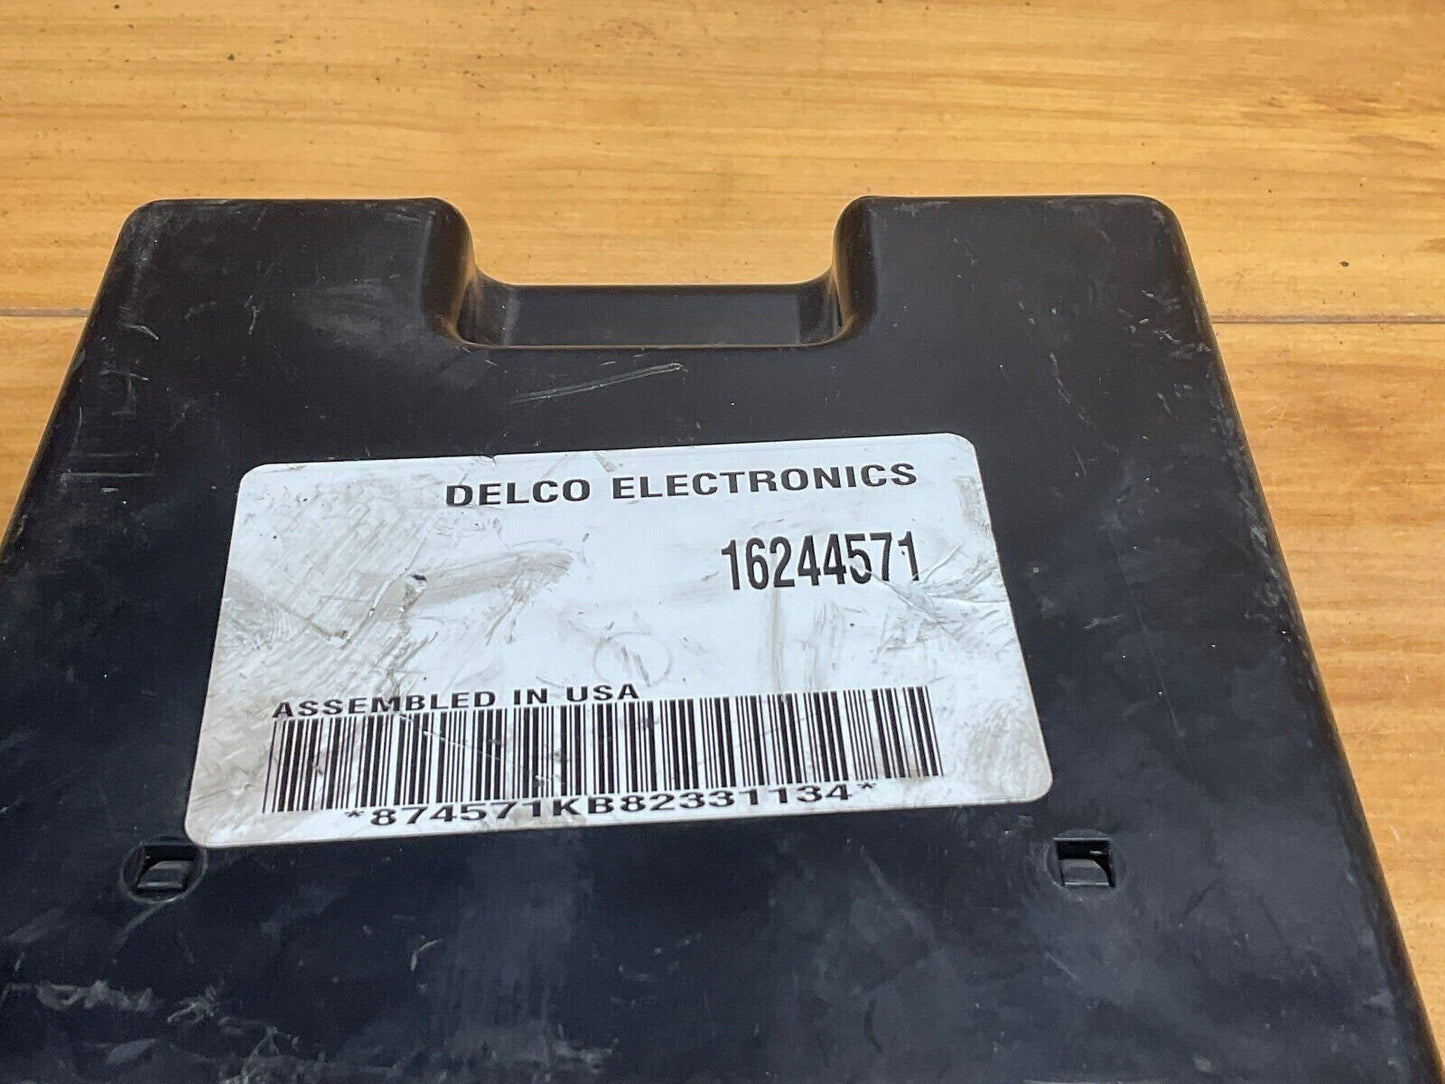 DELCO ELECTRONICS
16244571
ASSEMBLED IN USA
*874571KB82331134*